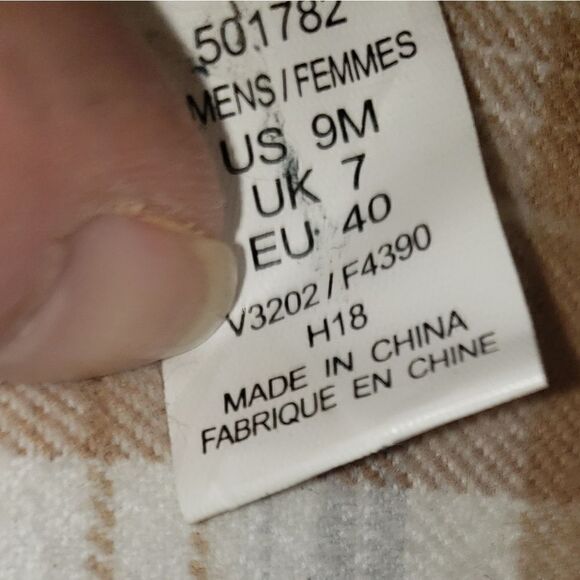 501782
MENS/FEMMES
US 9M
UK 7
EU 40
V3202/F4390
H18
MADE IN CHINA
FABRIQUE EN CHINE